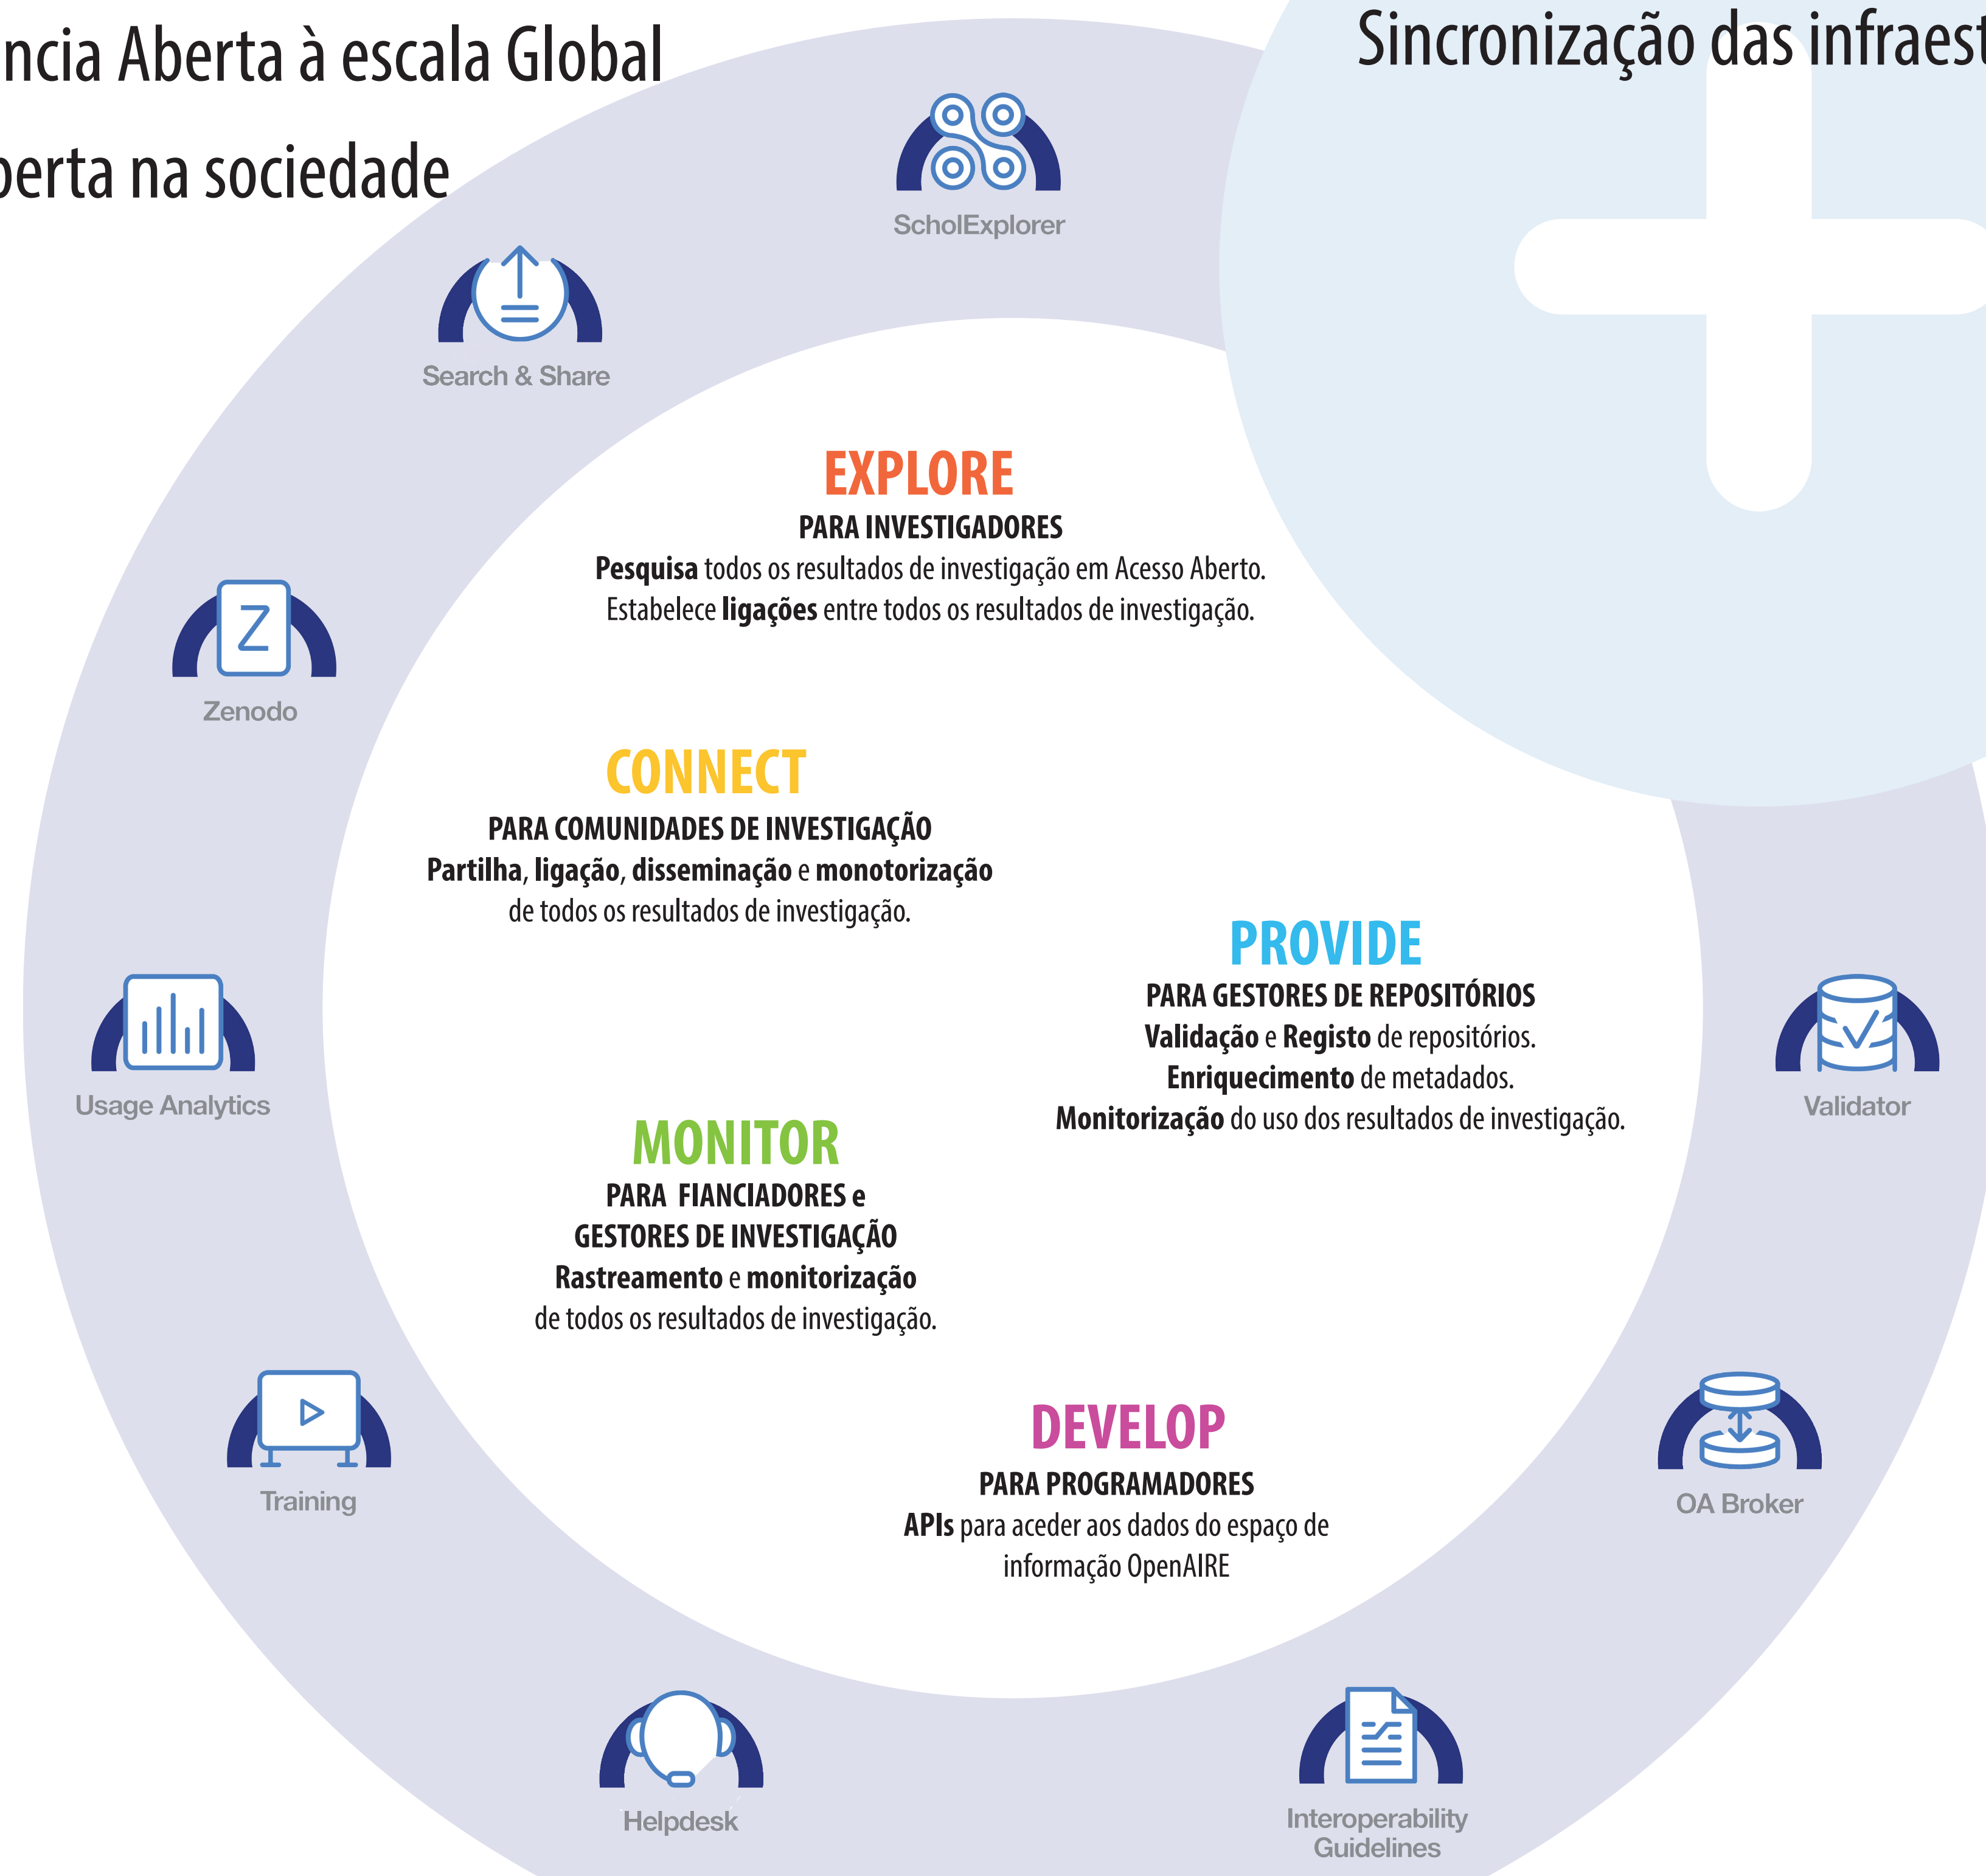 ncia Aberta à escala Global
berta na sociedade
Sincronização das infraest
ScholExplorer
Search & Share
Zenodo
Usage Analytics
Training
Helpdesk
EXPLORE
PARA INVESTIGADORES
Pesquisa todos os resultados de investigação em Acesso Aberto.
Estabelece ligações entre todos os resultados de investigação.
CONNECT
PARA COMUNIDADES DE INVESTIGAÇÃO
Partilha, ligação, disseminação e monotorização
de todos os resultados de investigação.
PROVIDE
PARA GESTORES DE REPOSITÓRIOS
Validação e Registo de repositórios.
Enriquecimento de metadados.
Monitorização do uso dos resultados de investigação.
MONITOR
PARA FIANCIADORES e
GESTORES DE INVESTIGAÇÃO
Rastreamento e monitorização
de todos os resultados de investigação.
DEVELOP
PARA PROGRAMADORES
APIs para aceder aos dados do espaço de
informação OpenAIRE
Validator
OA Broker
Interoperability
Guidelines
Z